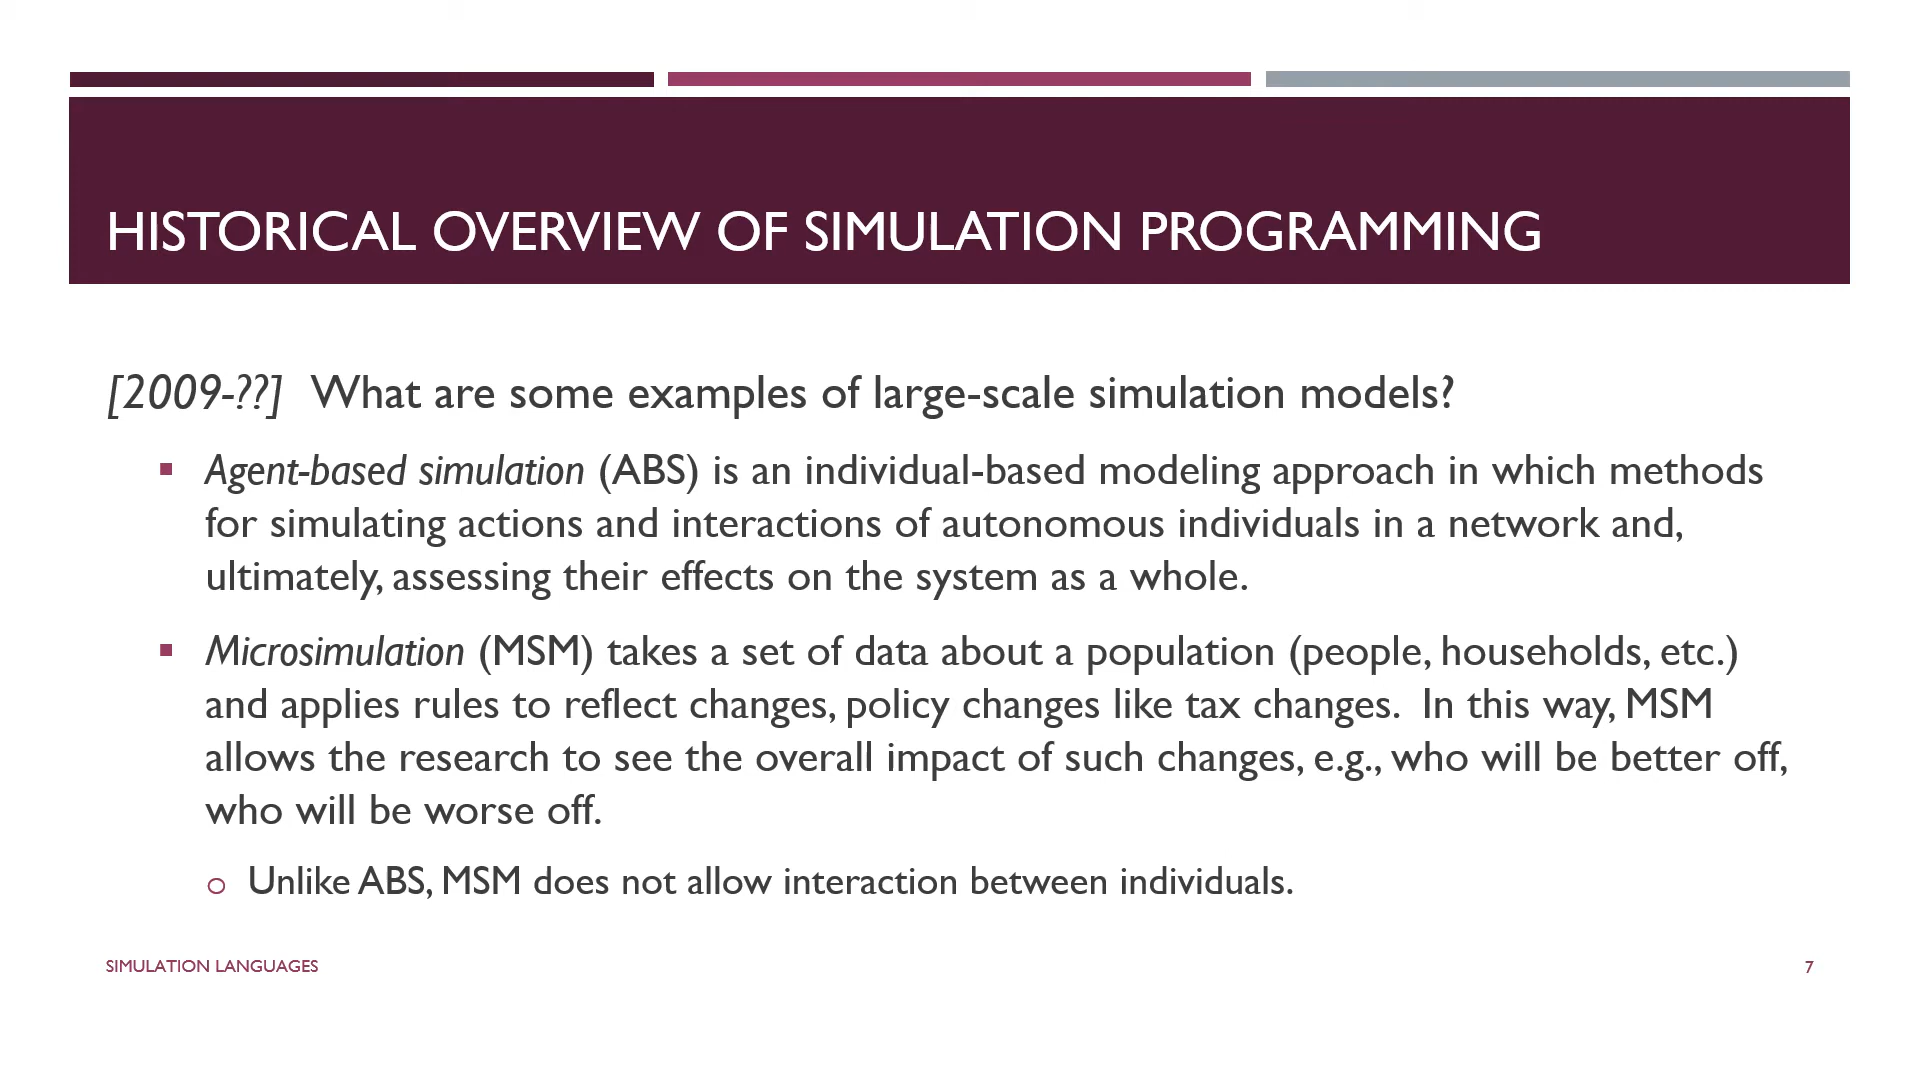 HISTORICAL OVERVIEW OF SIMULATION PROGRAMMING
[2009-??] What are some examples of large-scale simulation models?
▪ Agent-based simulation (ABS) is an individual-based modeling approach in which methods
for simulating actions and interactions of autonomous individuals in a network and,
ultimately, assessing their effects on the system as a whole.
▪ Microsimulation (MSM) takes a set of data about a population (people, households, etc.)
and applies rules to reflect changes, policy changes like tax changes. In this way, MSM
allows the research to see the overall impact of such changes, e.g., who will be better off,
who will be worse off.
o Unlike ABS, MSM does not allow interaction between individuals.
SIMULATION LANGUAGES
7